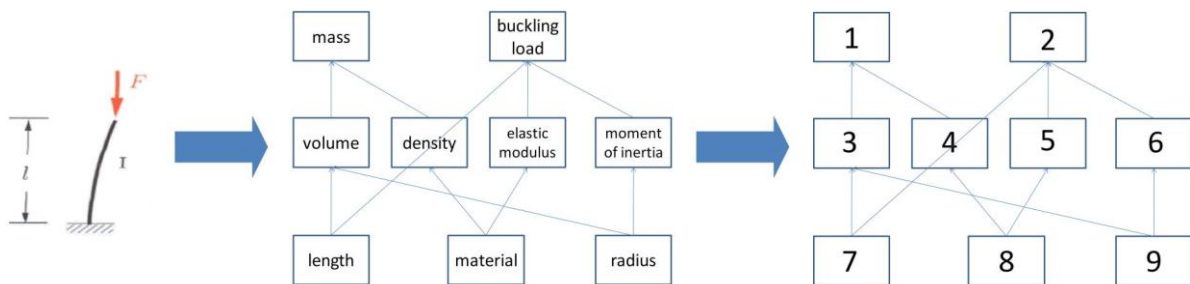 F
l
I
mass
buckling
load
volume
density
elastic
modulus
moment
of inertia
length
material
radius
1
2
3
4
5
6
7
8
9